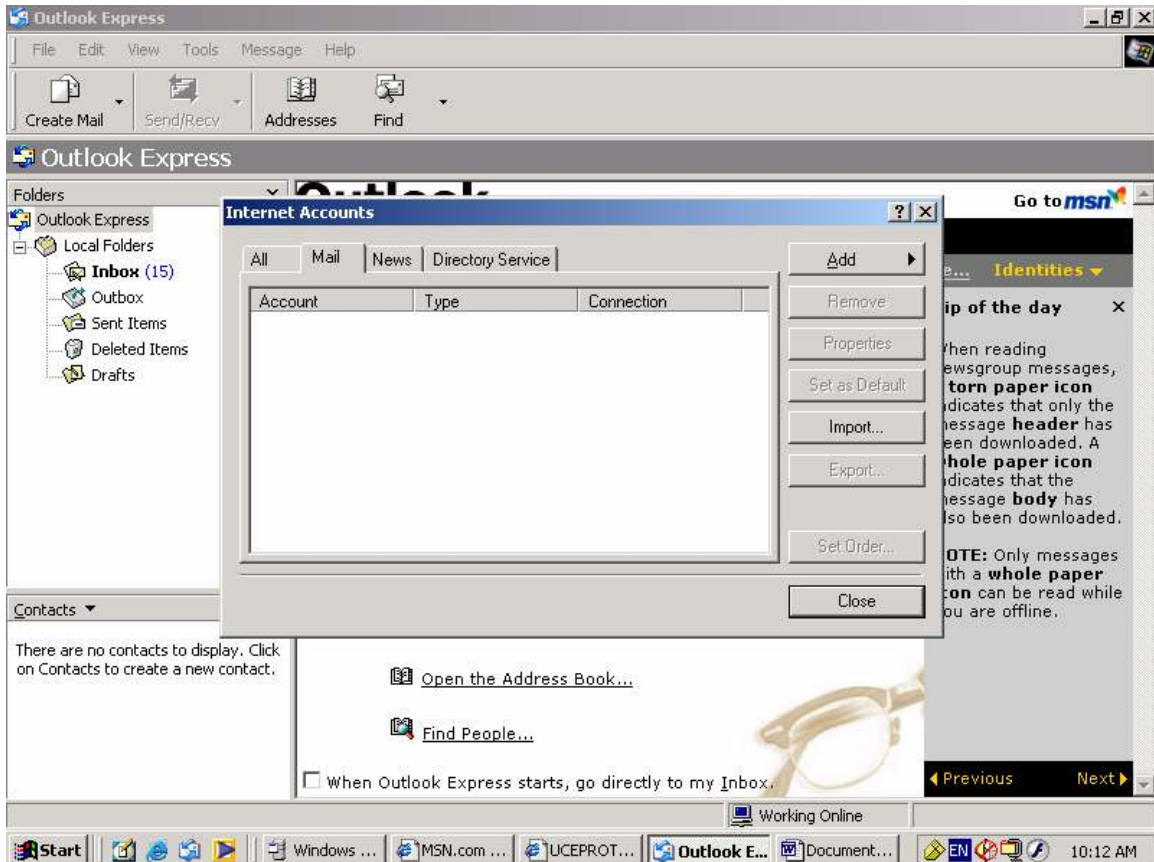 Outlook Express
File Edit View Tools Message Help
Create Mail Send/Recv Addresses Find
Outlook Express
Folders
Outlook Express
Local Folders
Inbox (15)
Outbox
Sent Items
Deleted Items
Drafts
Contacts
There are no contacts to display. Click
on Contacts to create a new contact.
Outlook
Go to msn
Internet Accounts
All Mail News Directory Service
Account Type Connection
Add
Remove
Properties
Set as Default
Import...
Export...
Set Order...
Close
e... Identities
ip of the day
hen reading
ewsgroup messages,
torn paper icon
dicates that only the
essage header has
een downloaded. A
hole paper icon
dicates that the
essage body has
lso been downloaded.
OTE: Only messages
ith a whole paper
con can be read while
ou are offline.
Open the Address Book...
Find People...
When Outlook Express starts, go directly to my Inbox.
Previous Next
Working Online
Start Windows ... MSN.com ... UCEPROT... Outlook E... Document... EN 10:12 AM